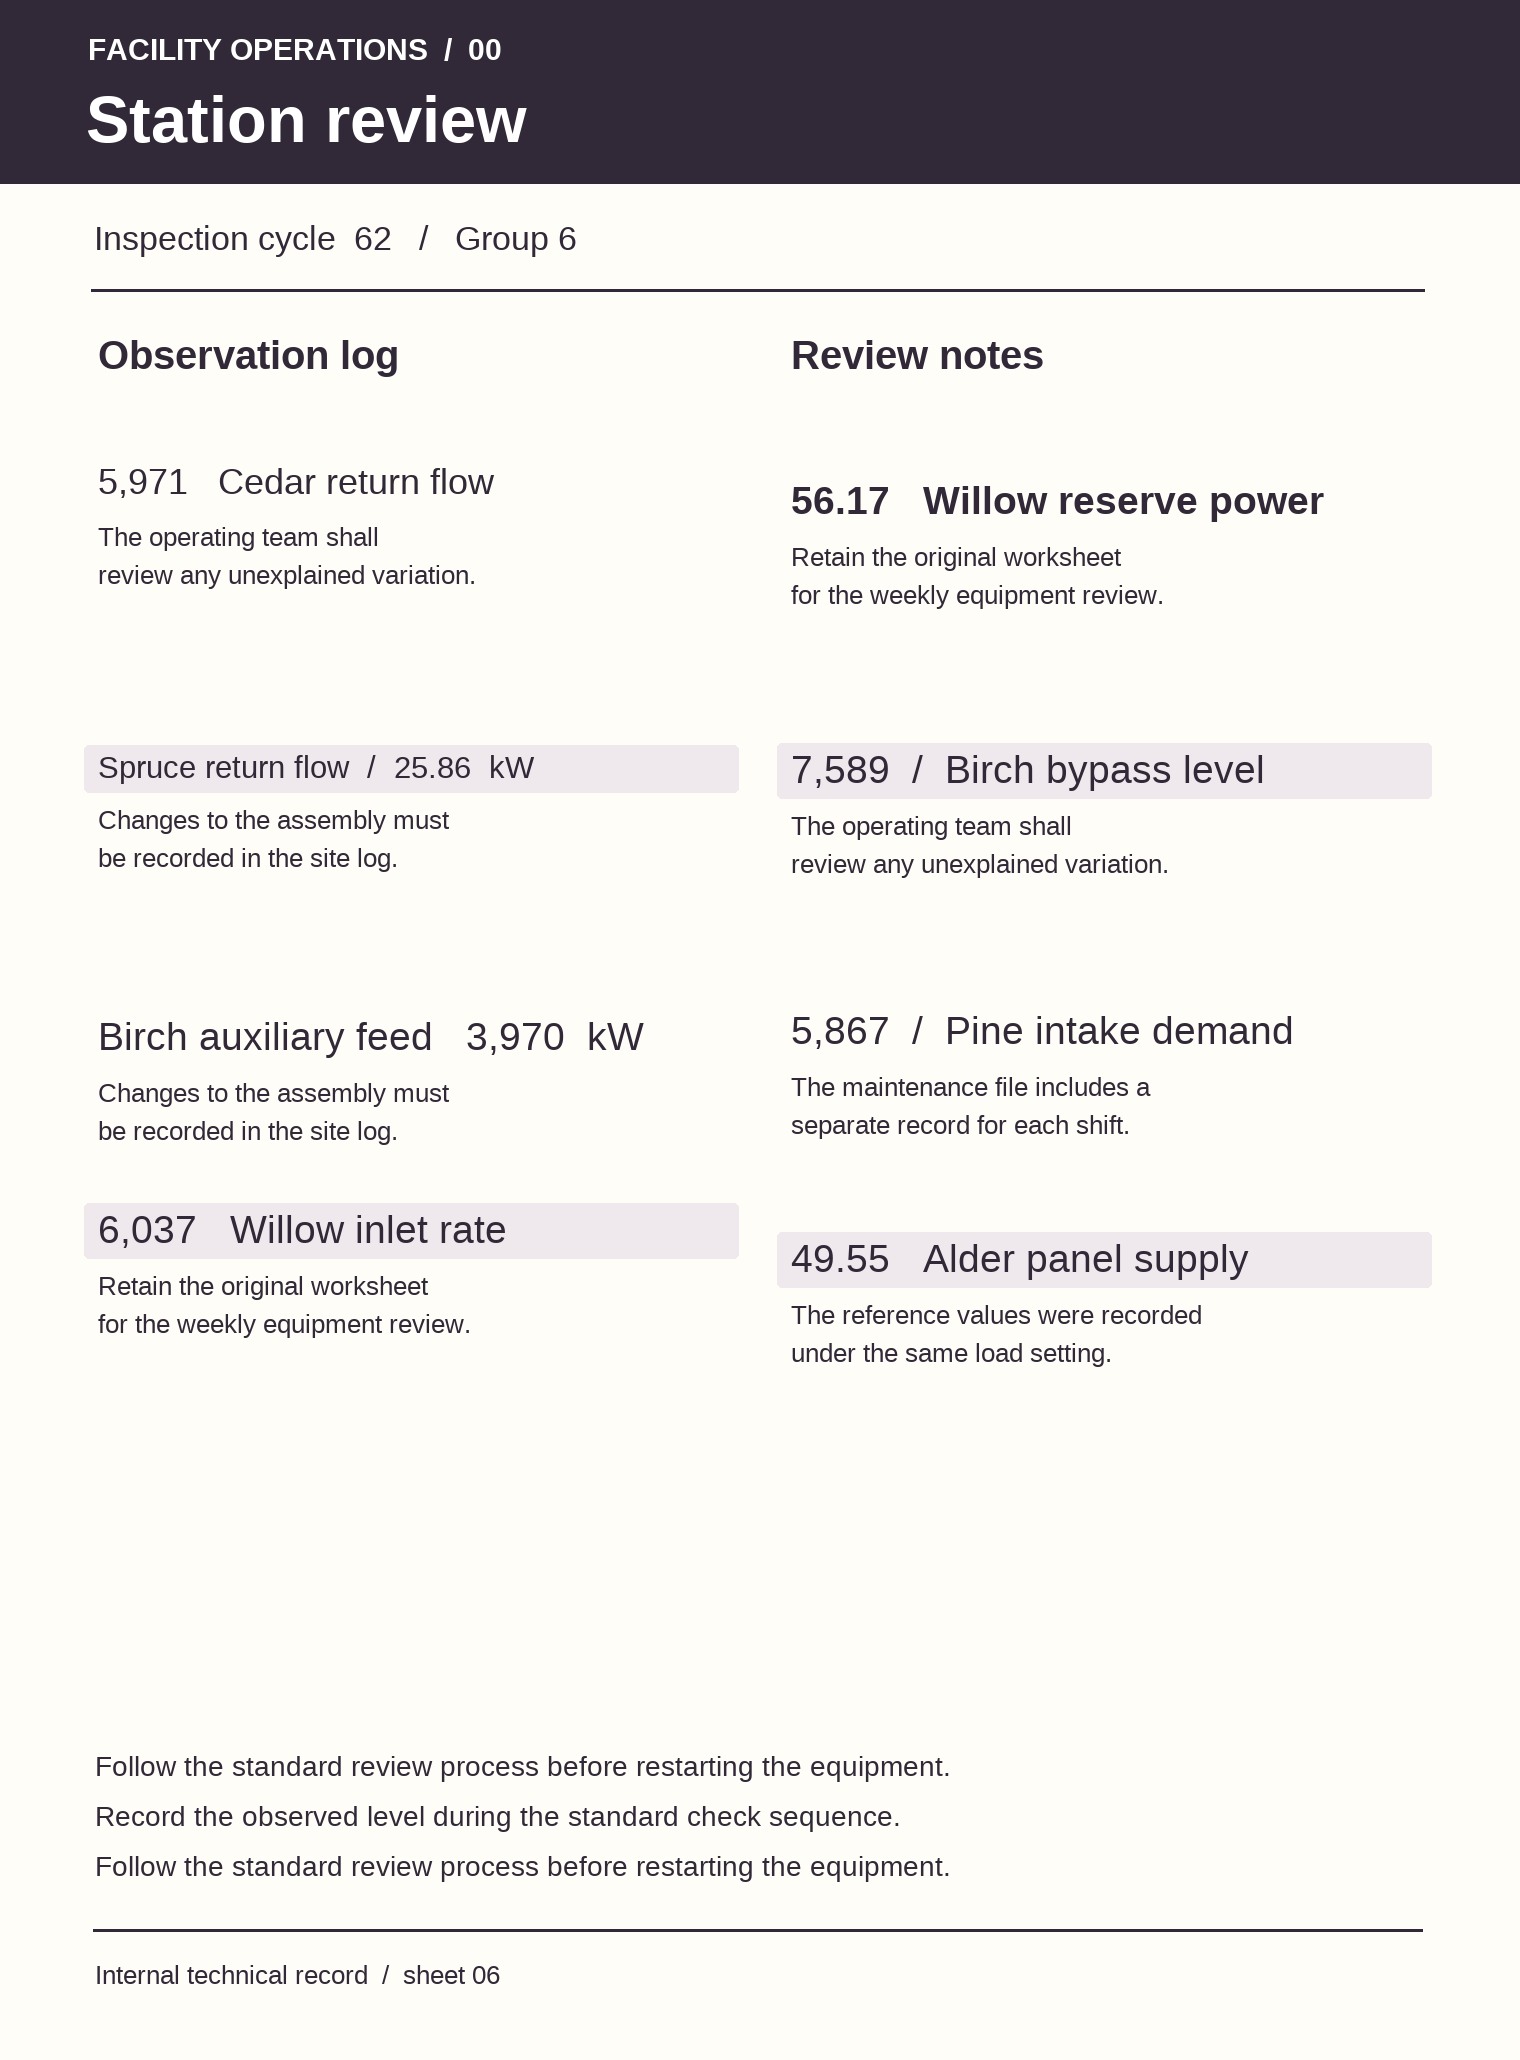 FACILITY OPERATIONS / 00
Station review
Inspection cycle 62 / Group 6
Observation log
5,971 Cedar return flow
The operating team shall
review any unexplained variation.
Spruce return flow / 25.86 kW
Changes to the assembly must
be recorded in the site log.
Birch auxiliary feed 3,970 kW
Changes to the assembly must
be recorded in the site log.
6,037 Willow inlet rate
Retain the original worksheet
for the weekly equipment review.
Review notes
56.17 Willow reserve power
Retain the original worksheet
for the weekly equipment review.
7,589 / Birch bypass level
The operating team shall
review any unexplained variation.
5,867 / Pine intake demand
The maintenance file includes a
separate record for each shift.
49.55 Alder panel supply
The reference values were recorded
under the same load setting.
Follow the standard review process before restarting the equipment.
Record the observed level during the standard check sequence.
Follow the standard review process before restarting the equipment.
Internal technical record / sheet 06